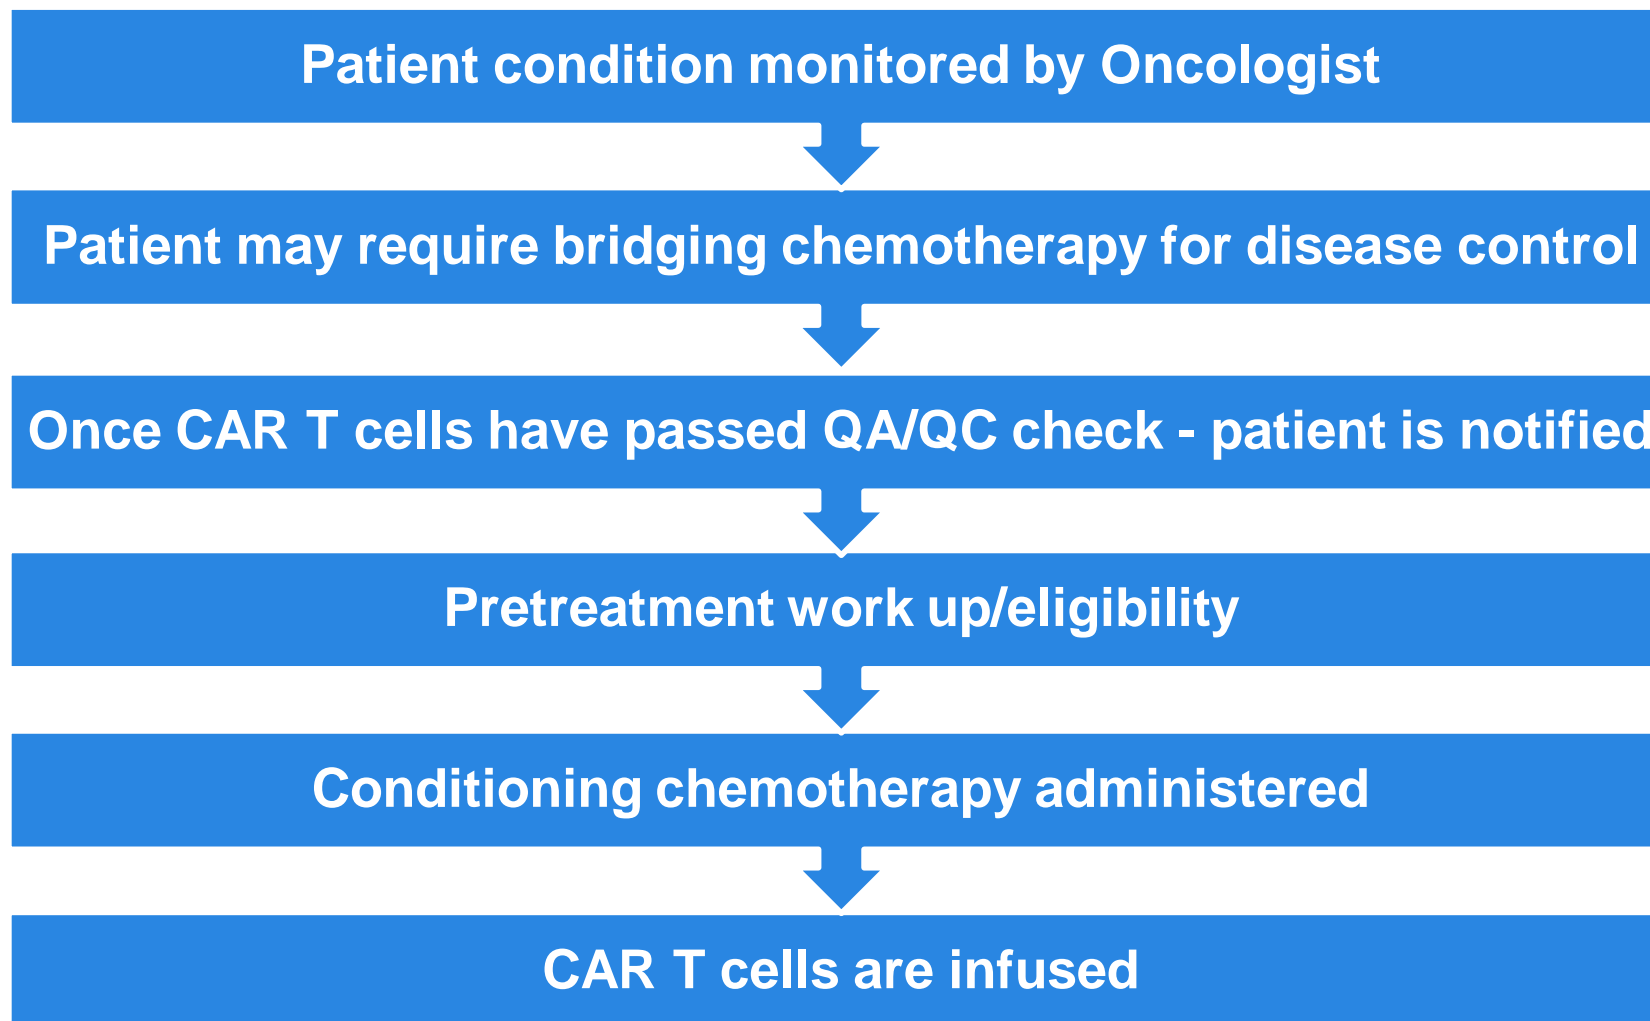 Patient condition monitored by Oncologist
Patient may require bridging chemotherapy for disease control
Once CAR T cells have passed QA/QC check - patient is notified
Pretreatment work up/eligibility
Conditioning chemotherapy administered
CAR T cells are infused